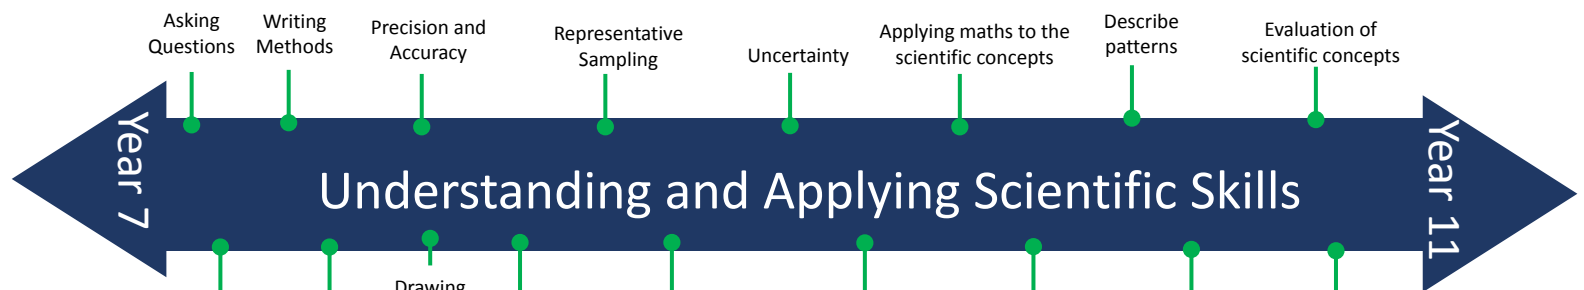 Asking
Questions
Writing
Methods
Precision and
Accuracy
Representative
Sampling
Uncertainty
Applying maths to the
scientific concepts
Describe
patterns
Evaluation of
scientific concepts
Year 7
Understanding and Applying Scientific Skills
Year 11
Drawing